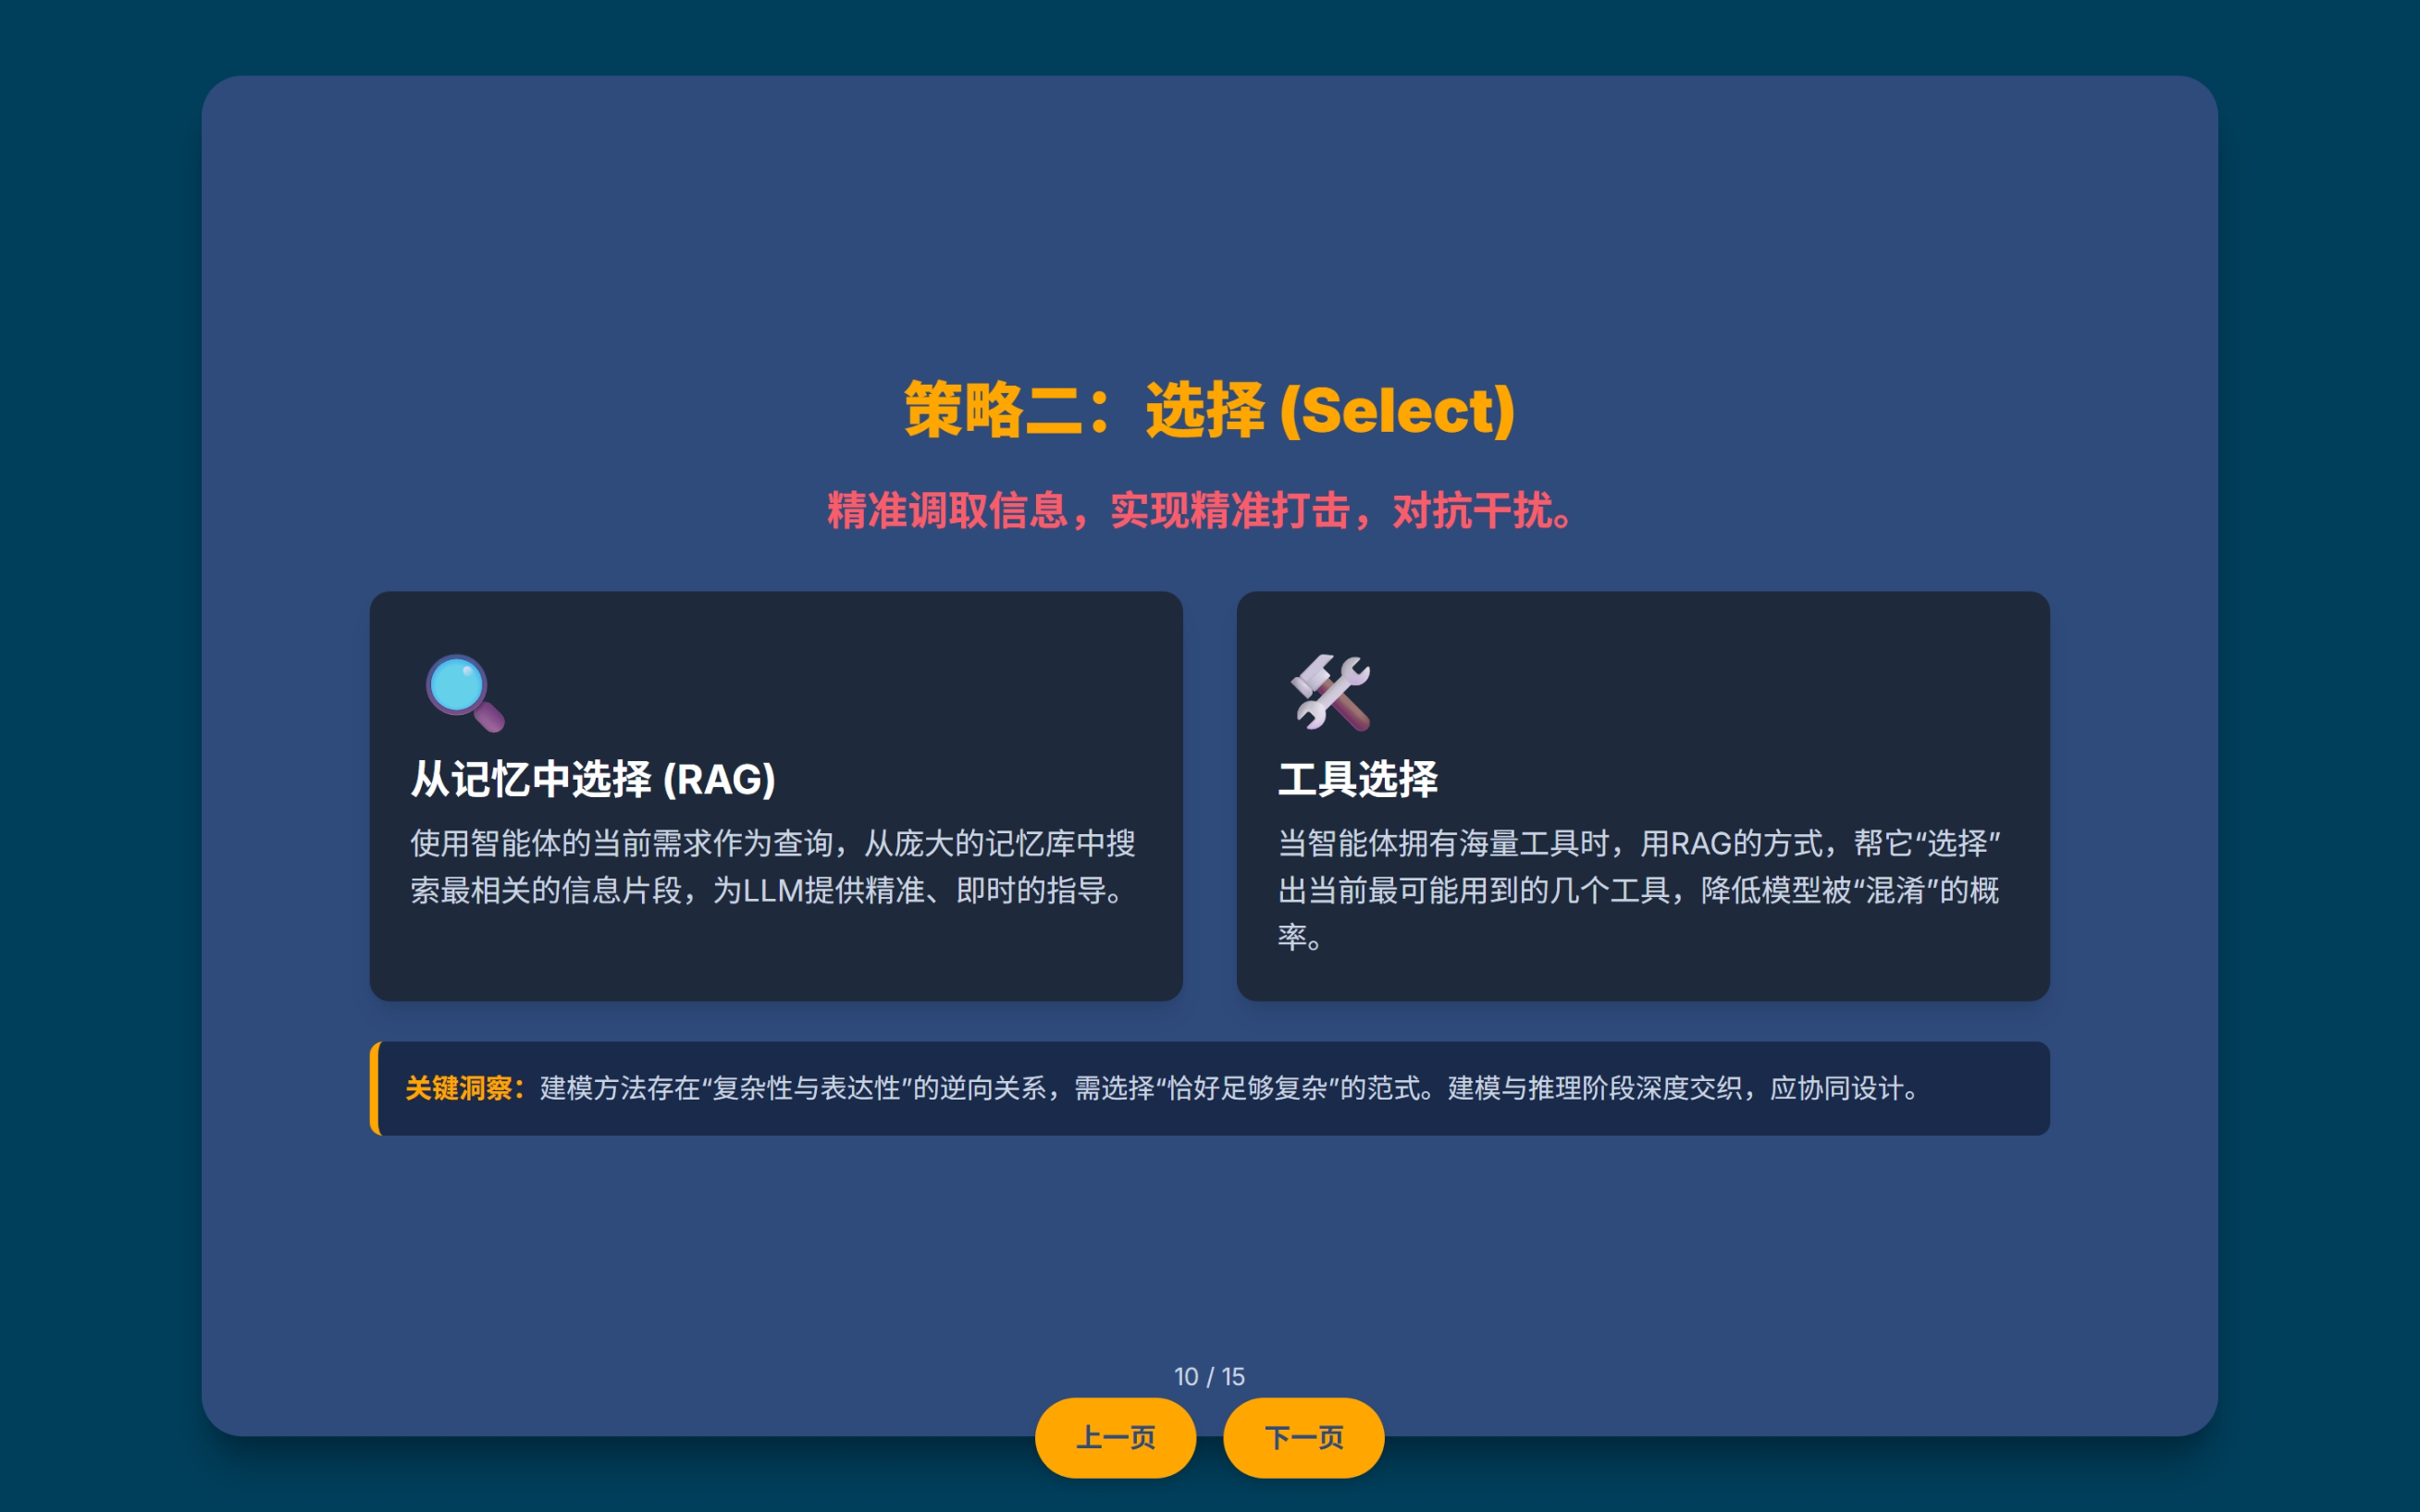 策略二：选择 (Select)
精准调取信息，实现精准打击，对抗干扰。
从记忆中选择 (RAG)
使用智能体的当前需求作为查询，从庞大的记忆库中搜
索最相关的信息片段，为LLM提供精准、即时的指导。
工具选择
当智能体拥有海量工具时，用RAG的方式，帮它“选择”
出当前最可能用到的几个工具，降低模型被“混淆”的概
率。
关键洞察：建模方法存在“复杂性与表达性”的逆向关系，需选择“恰好足够复杂”的范式。建模与推理阶段深度交织，应协同设计。
10 / 15
上一页
下一页